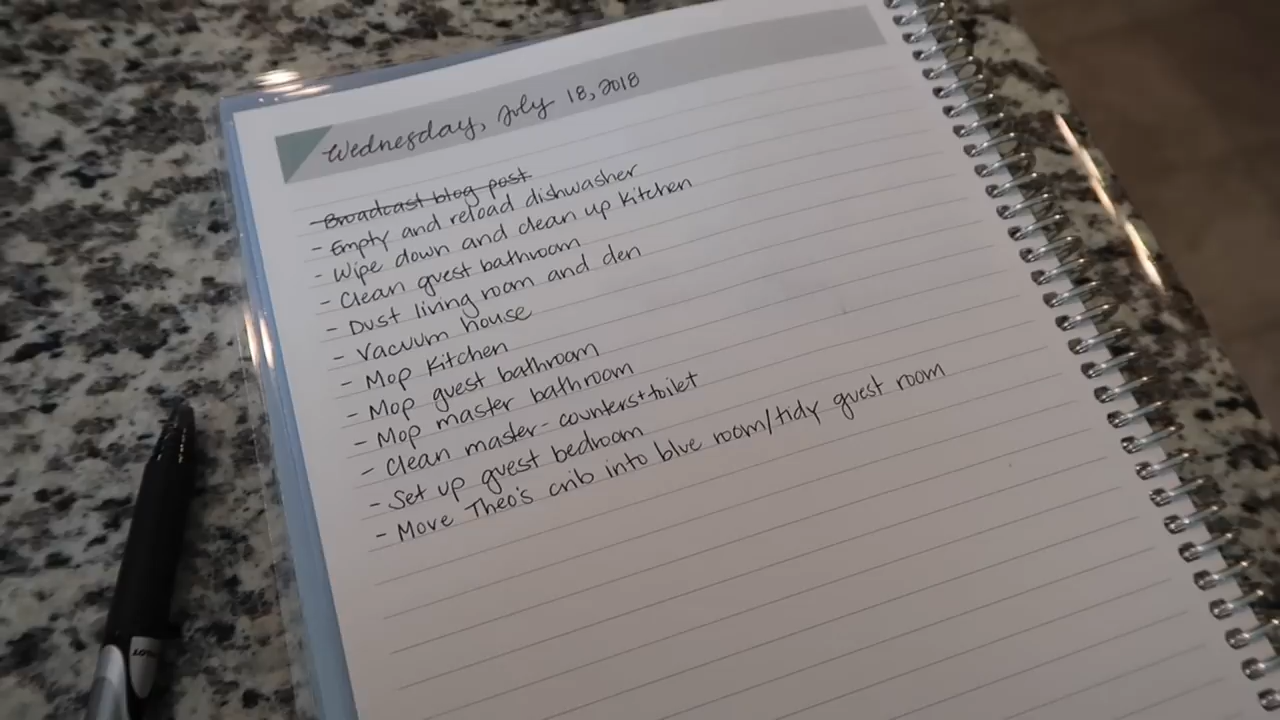 Wednesday, July 18, 2018
- Broadcast blog post
- Empty and reload dishwasher
- Wipe down and clean up kitchen
- Clean guest bathroom
- Dust living room and den
- Vacuum house
- Mop kitchen
- Mop guest bathroom
- Mop master bathroom
- Clean master - counters + toilet
- Set up guest bedroom
- Move Theo's crib into blue room/tidy guest room
PILOT